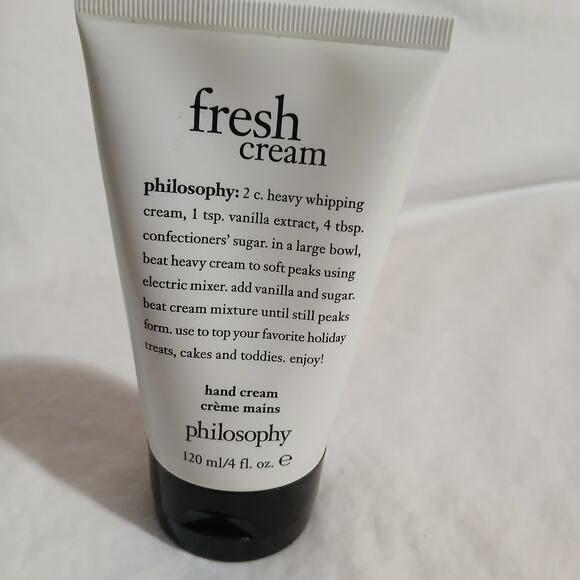 fresh
cream
philosophy: 2 c. heavy whipping
cream, 1 tsp. vanilla extract, 4 tbsp.
confectioners' sugar. in a large bowl,
beat heavy cream to soft peaks using
electric mixer. add vanilla and sugar.
beat cream mixture until still peaks
form. use to top your favorite holiday
treats, cakes and toddies. enjoy!
hand cream
crème mains
philosophy
120 ml/4 fl. oz. ℮